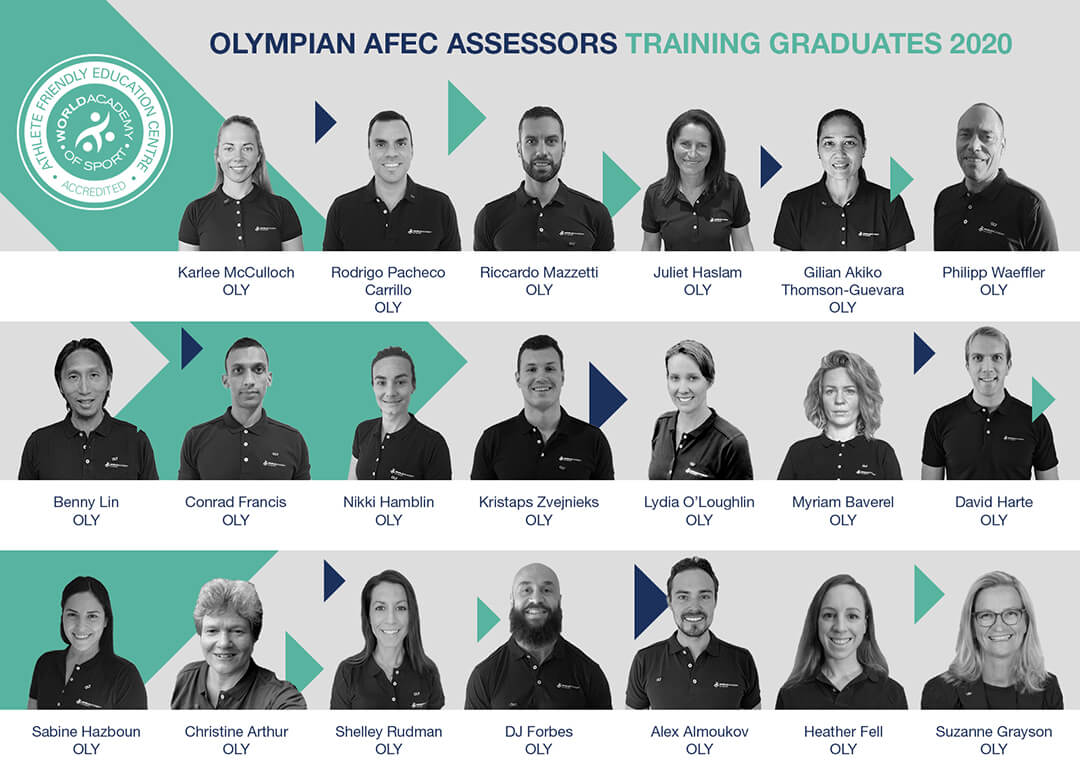 OLYMPIAN AFEC ASSESSORS TRAINING GRADUATES 2020
ATHLETE FRIENDLY EDUCATION CENTRE
WORLDACADEMY
OF SPORT
ACCREDITED
Karlee McCulloch
OLY
Rodrigo Pacheco
Carrillo
OLY
Riccardo Mazzetti
OLY
Juliet Haslam
OLY
Gilian Akiko
Thomson-Guevara
OLY
Philipp Waeffler
OLY
Benny Lin
OLY
Conrad Francis
OLY
Nikki Hamblin
OLY
Kristaps Zvejnieks
OLY
Lydia O'Loughlin
OLY
Myriam Baverel
OLY
David Harte
OLY
Sabine Hazboun
OLY
Christine Arthur
OLY
Shelley Rudman
OLY
DJ Forbes
OLY
Alex Almoukov
OLY
Heather Fell
OLY
Suzanne Grayson
OLY